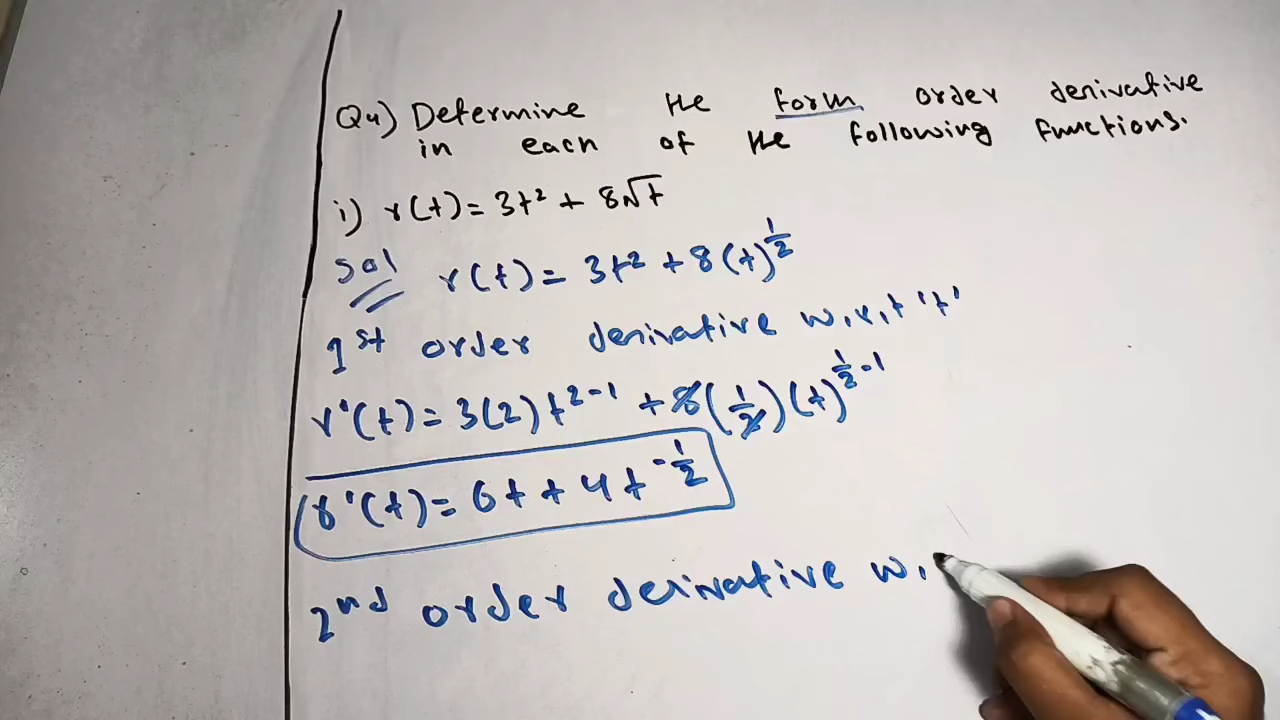 Q4) Determine the form order derivative
in each of the following functions.
i) r(t) = 3t² + 8√t
Sol r(t) = 3t² + 8(t)^½
1st order derivative w.r.t 't'
r'(t) = 3(2)t²⁻¹ + 8(½)(t)^½-1
r'(t) = 6t + 4t^-½
2nd order derivative w.